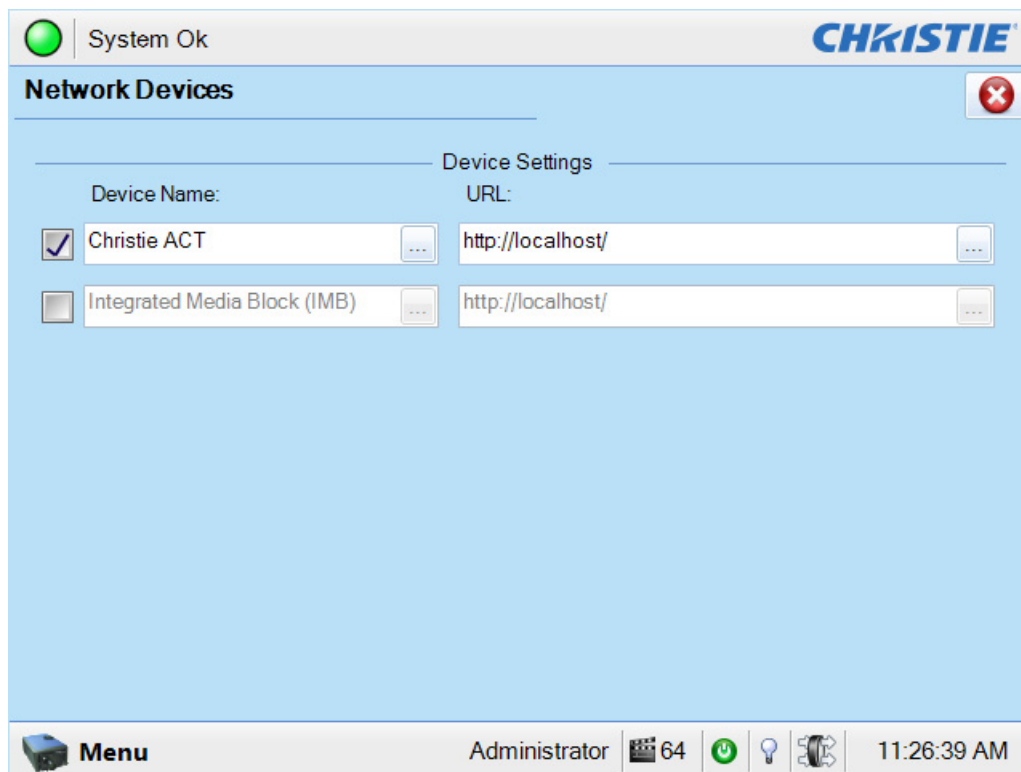 System Ok
CHRISTIE
Network Devices
Device Settings
Device Name: URL:
Christie ACT ... http://localhost/ ...
Integrated Media Block (IMB) ... http://localhost/ ...
Menu Administrator 64 11:26:39 AM